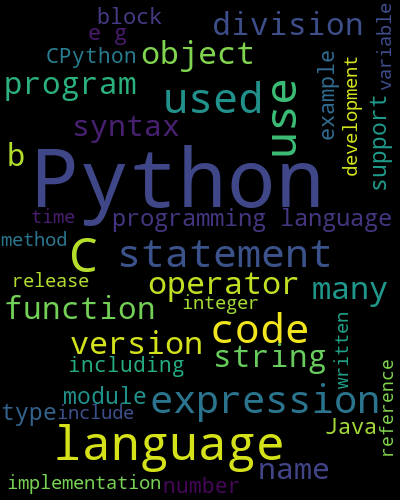 block
division
variable
e g
CPython
object
example
development
program
used
use
support
syntax
b
Python
time
programming language
method
C
statement
release
operator
many
integer
function
code
version
string
written
including
reference
module
expression
type
include
Java
language
name
implementation
number